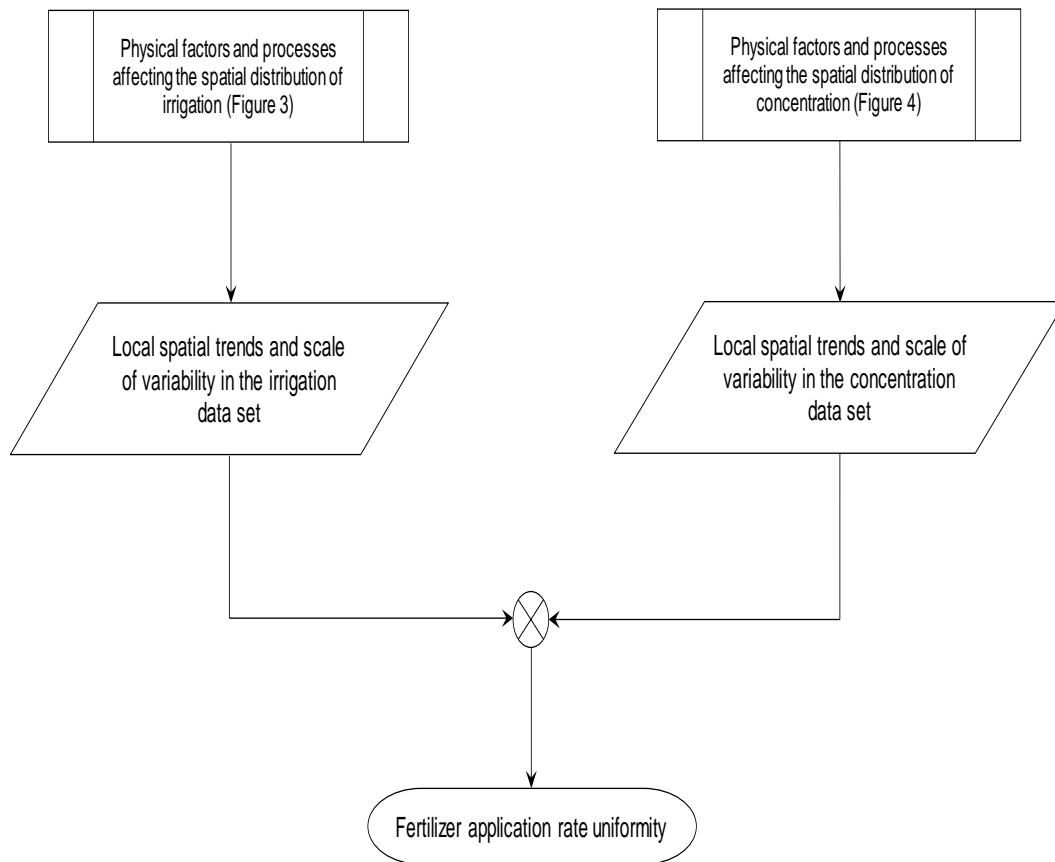 Physical factors and processes
affecting the spatial distribution of
irrigation (Figure 3)
Physical factors and processes
affecting the spatial distribution of
concentration (Figure 4)
Local spatial trends and scale
of variability in the irrigation
data set
Local spatial trends and scale of
variability in the concentration
data set
Fertilizer application rate uniformity